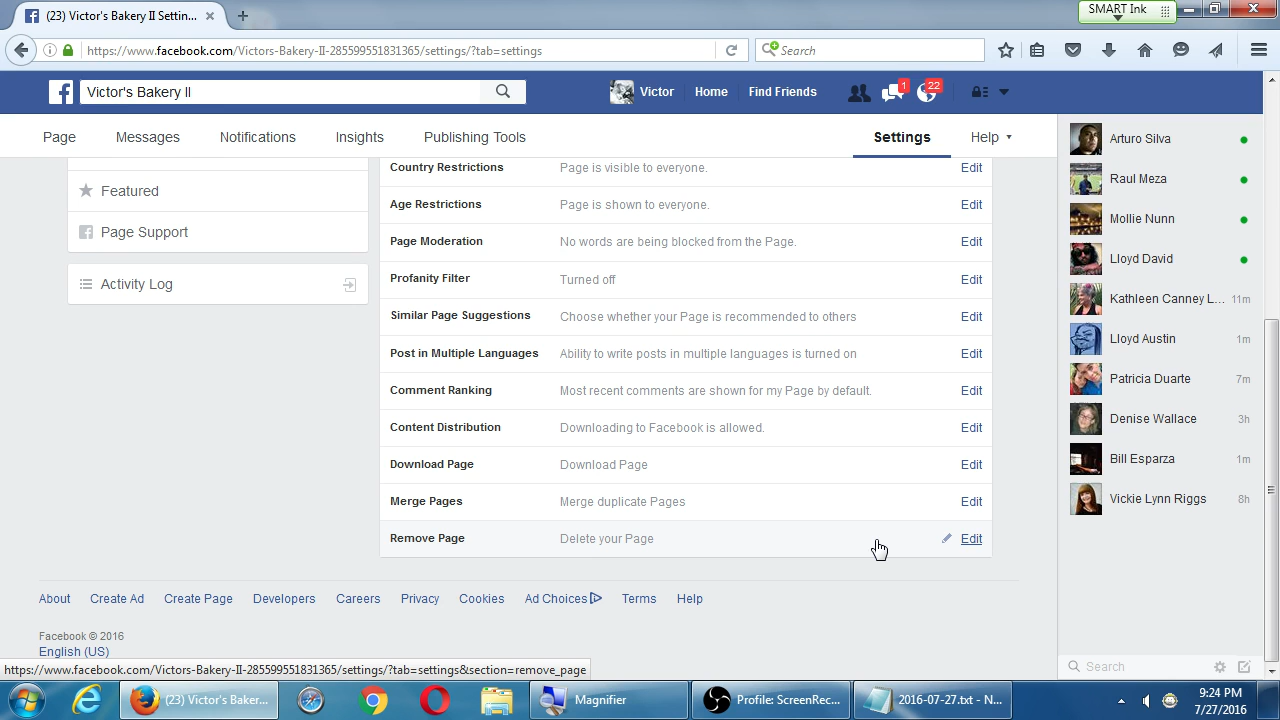 (23) Victor's Bakery II Settin...
SMART Ink
https://www.facebook.com/Victors-Bakery-II-285599551831365/settings/?tab=settings
Search
Victor's Bakery II
Victor
Home
Find Friends
1
22
Page
Messages
Notifications
Insights
Publishing Tools
Settings
Help
Featured
Page Support
Activity Log
Country Restrictions Page is visible to everyone. Edit
Age Restrictions Page is shown to everyone. Edit
Page Moderation No words are being blocked from the Page. Edit
Profanity Filter Turned off Edit
Similar Page Suggestions Choose whether your Page is recommended to others Edit
Post in Multiple Languages Ability to write posts in multiple languages is turned on Edit
Comment Ranking Most recent comments are shown for my Page by default. Edit
Content Distribution Downloading to Facebook is allowed. Edit
Download Page Download Page Edit
Merge Pages Merge duplicate Pages Edit
Remove Page Delete your Page Edit
Arturo Silva
Raul Meza
Mollie Nunn
Lloyd David
Kathleen Canney L... 11m
Lloyd Austin 1m
Patricia Duarte 7m
Denise Wallace 3h
Bill Esparza 1m
Vickie Lynn Riggs 8h
About Create Ad Create Page Developers Careers Privacy Cookies Ad Choices Terms Help
Facebook © 2016
English (US)
https://www.facebook.com/Victors-Bakery-II-285599551831365/settings/?tab=settings&section=remove_page
Search
(23) Victor's Baker...
Magnifier
Profile: ScreenRec...
2016-07-27.txt - N...
9:24 PM
7/27/2016